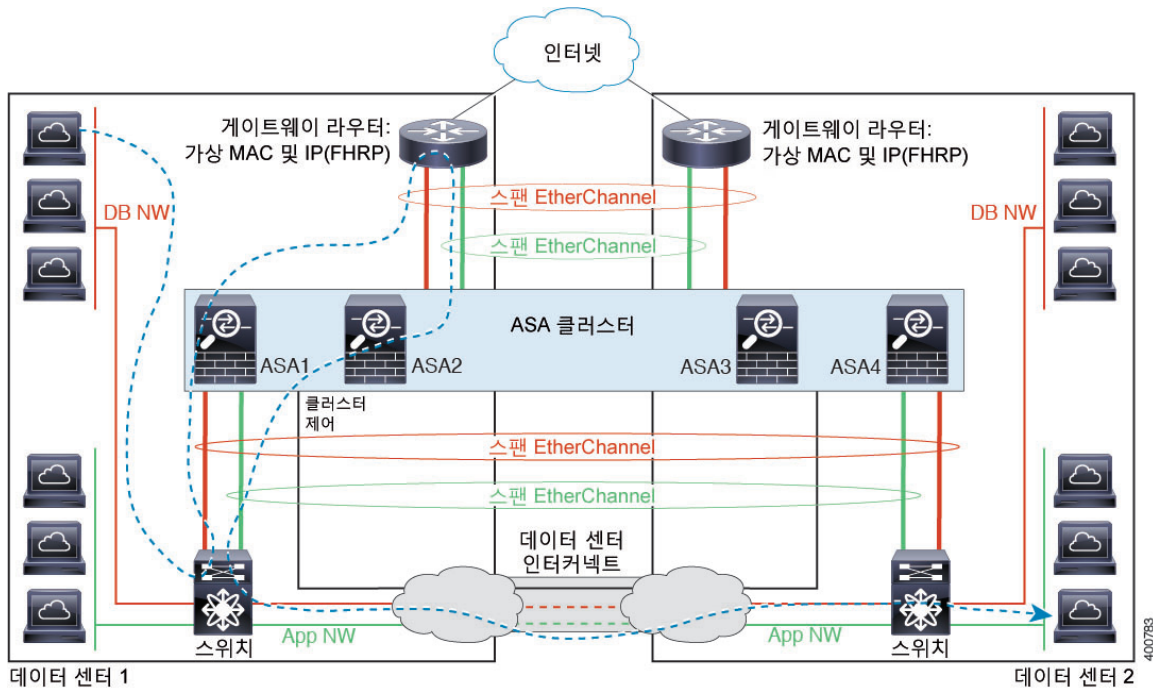 인터넷
게이트웨이 라우터:
가상 MAC 및 IP(FHRP)
게이트웨이 라우터:
가상 MAC 및 IP(FHRP)
DB NW
스팬 EtherChannel
DB NW
스팬 EtherChannel
ASA 클러스터
ASA1
ASA2
ASA3
ASA4
클러스터
제어
스팬 EtherChannel
스팬 EtherChannel
데이터 센터
인터커넥트
App NW
App NW
스위치
스위치
데이터 센터 1
데이터 센터 2
400783